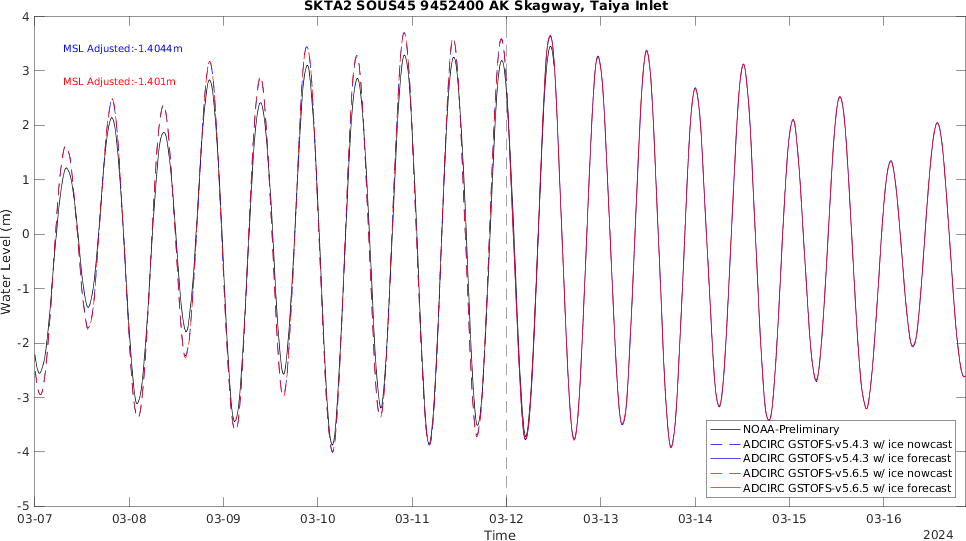 SKTA2 SOUS45 9452400 AK Skagway, Taiya Inlet
4
MSL Adjusted:-1.4044m
3
MSL Adjusted:-1.401m
2
1
0
Water Level (m)
-1
-2
-3
NOAA-Preliminary
ADCIRC GSTOFS-v5.4.3 w/ ice nowcast
-4
ADCIRC GSTOFS-v5.4.3 w/ ice forecast
ADCIRC GSTOFS-v5.6.5 w/ ice nowcast
ADCIRC GSTOFS-v5.6.5 w/ ice forecast
-5
03-07 03-08 03-09 03-10 03-11 03-12 03-13 03-14 03-15 03-16
Time
2024